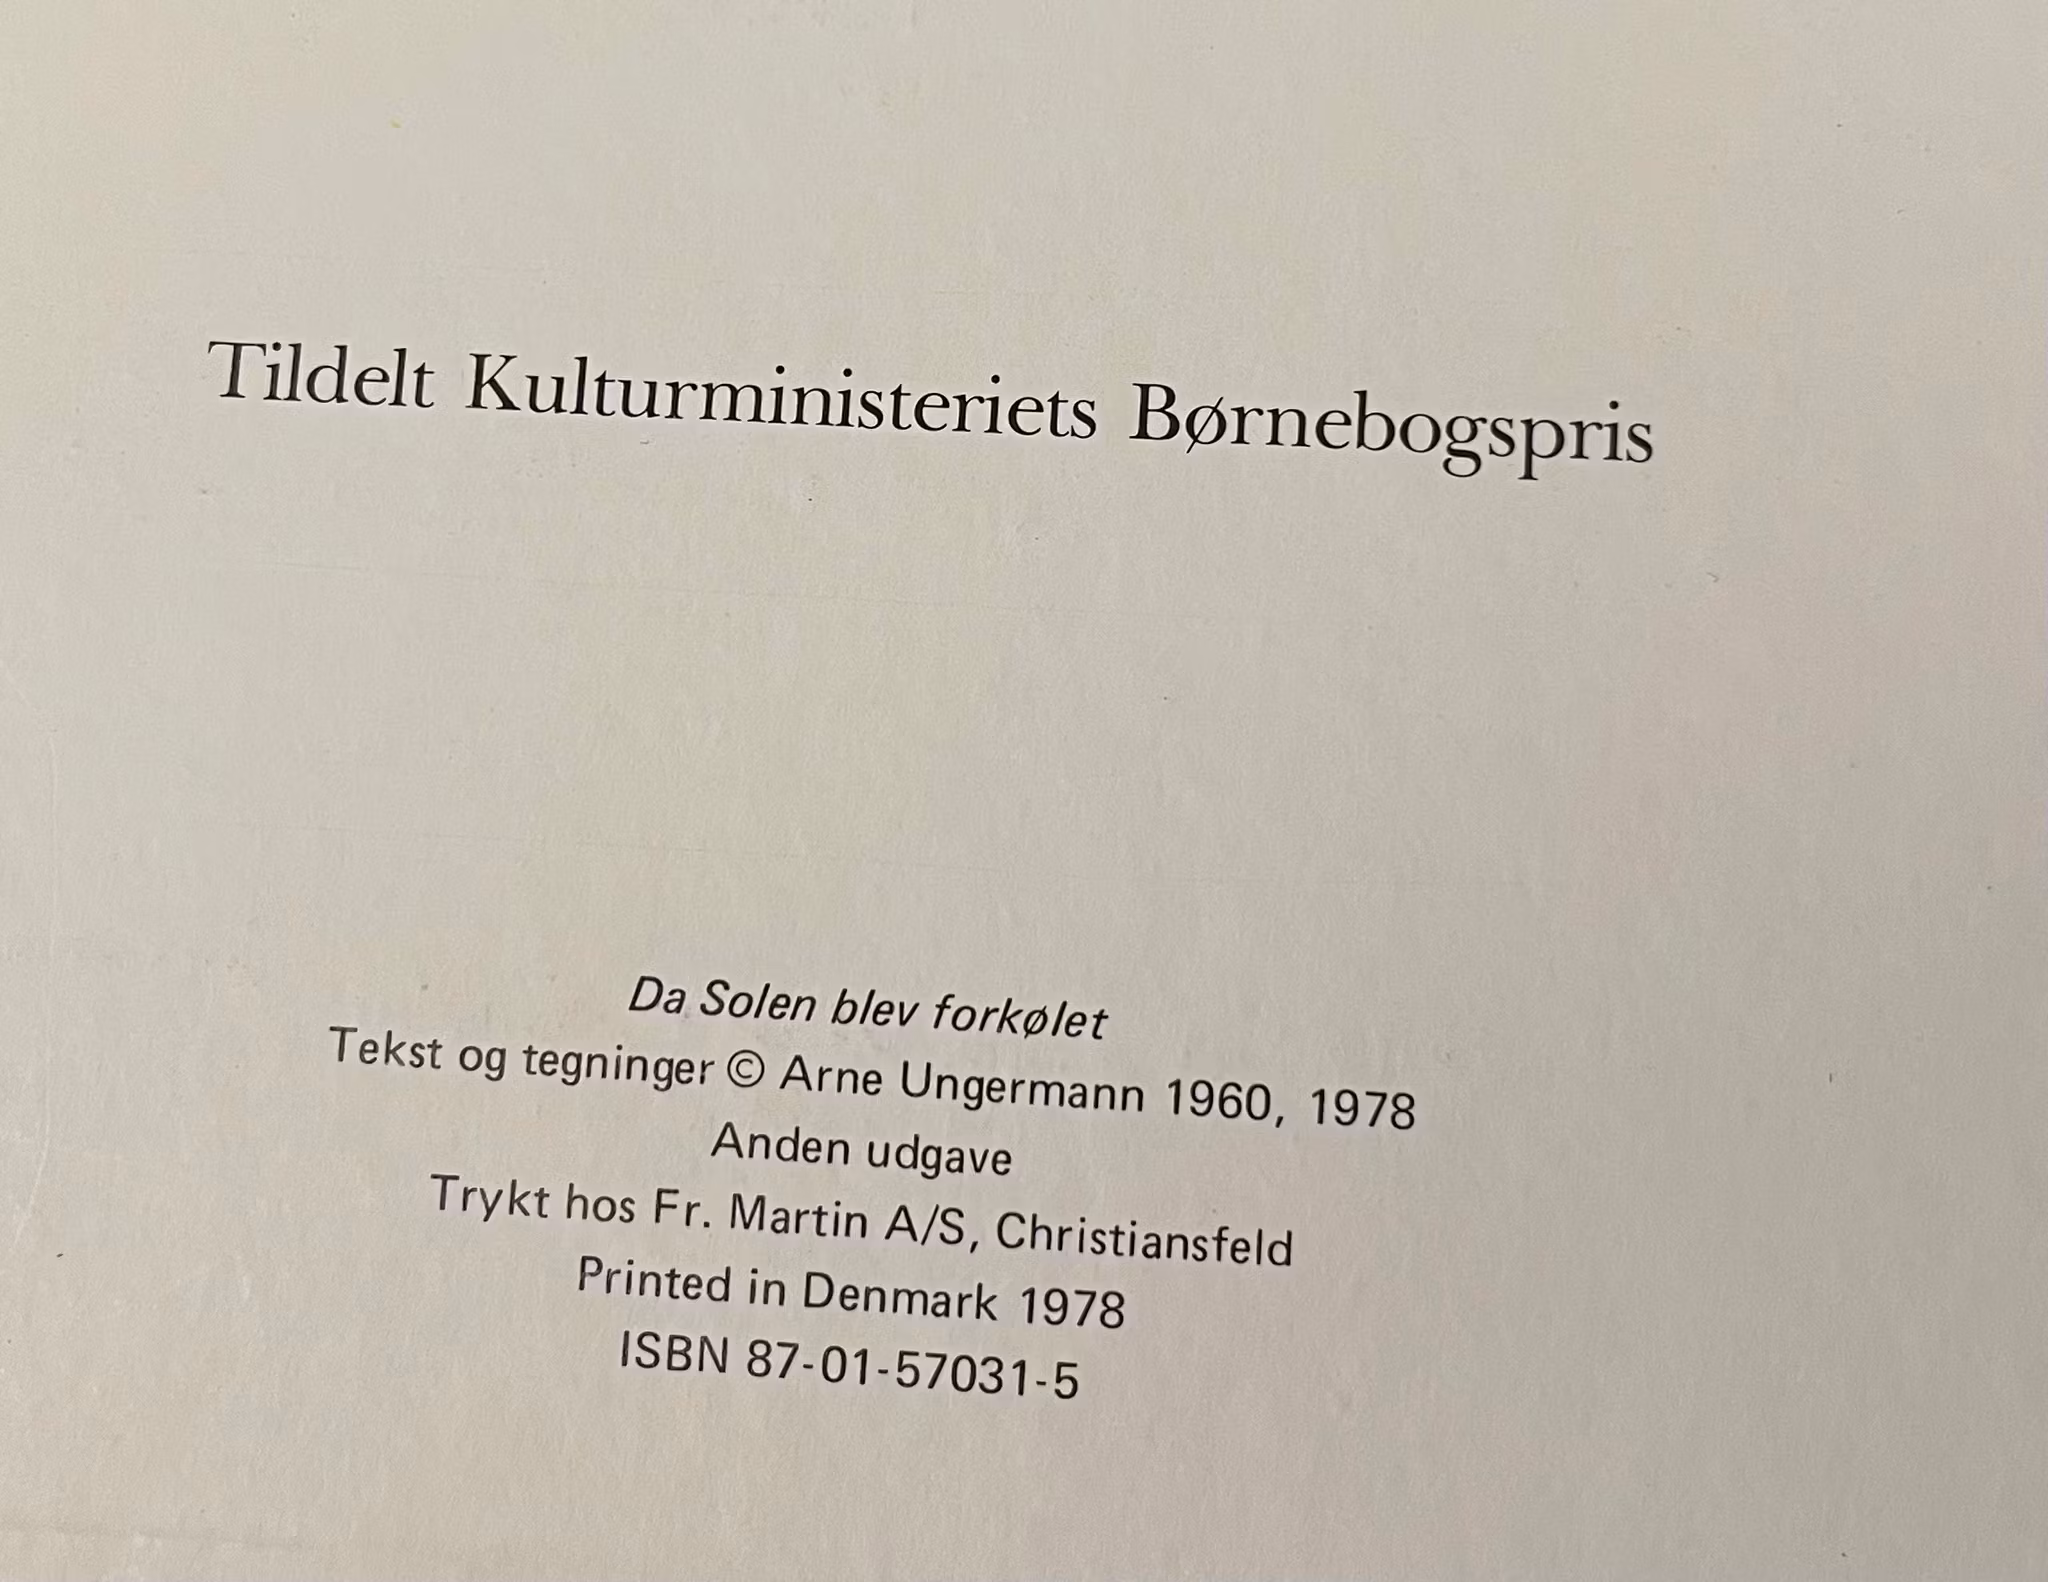 Tildelt Kulturministeriets Børnebogspris
Da Solen blev forkølet
Tekst og tegninger © Arne Ungermann 1960, 1978
Anden udgave
Trykt hos Fr. Martin A/S, Christiansfeld
Printed in Denmark 1978
ISBN 87-01-57031-5